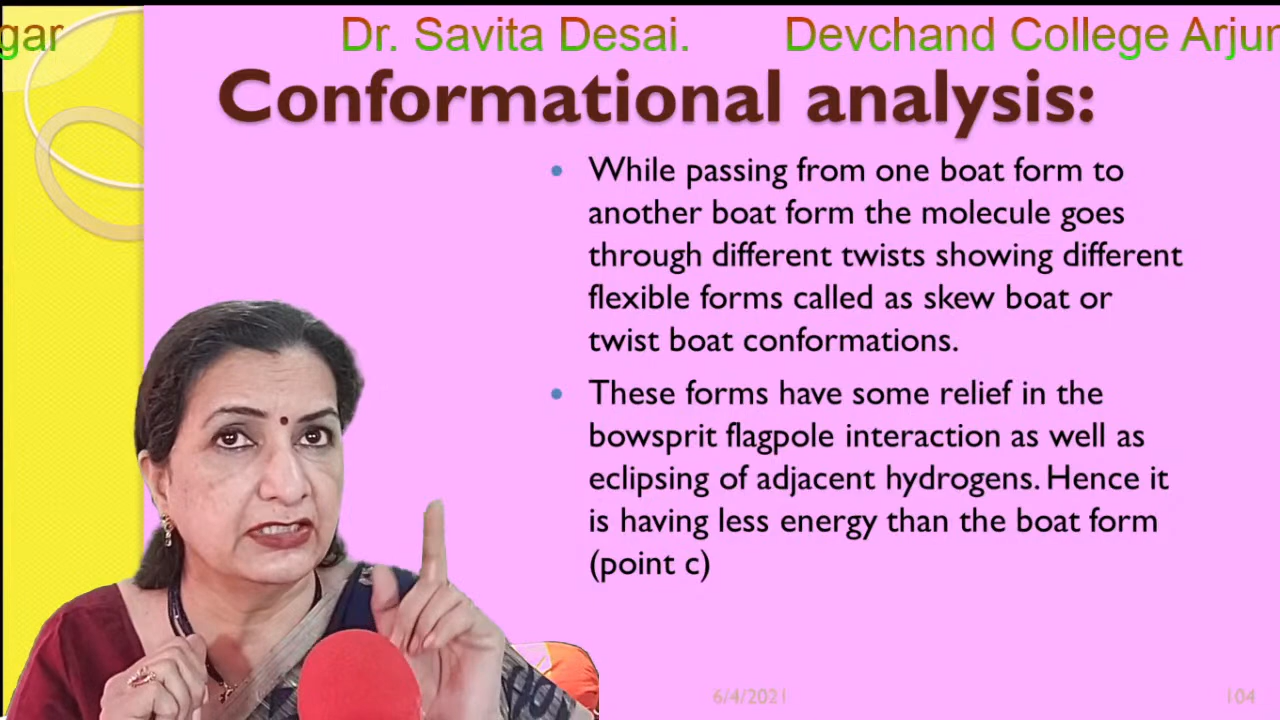 gar Dr. Savita Desai. Devchand College Arjun
Conformational analysis:
• While passing from one boat form to
another boat form the molecule goes
through different twists showing different
flexible forms called as skew boat or
twist boat conformations.
• These forms have some relief in the
bowsprit flagpole interaction as well as
eclipsing of adjacent hydrogens. Hence it
is having less energy than the boat form
(point c)
6/4/2021 104